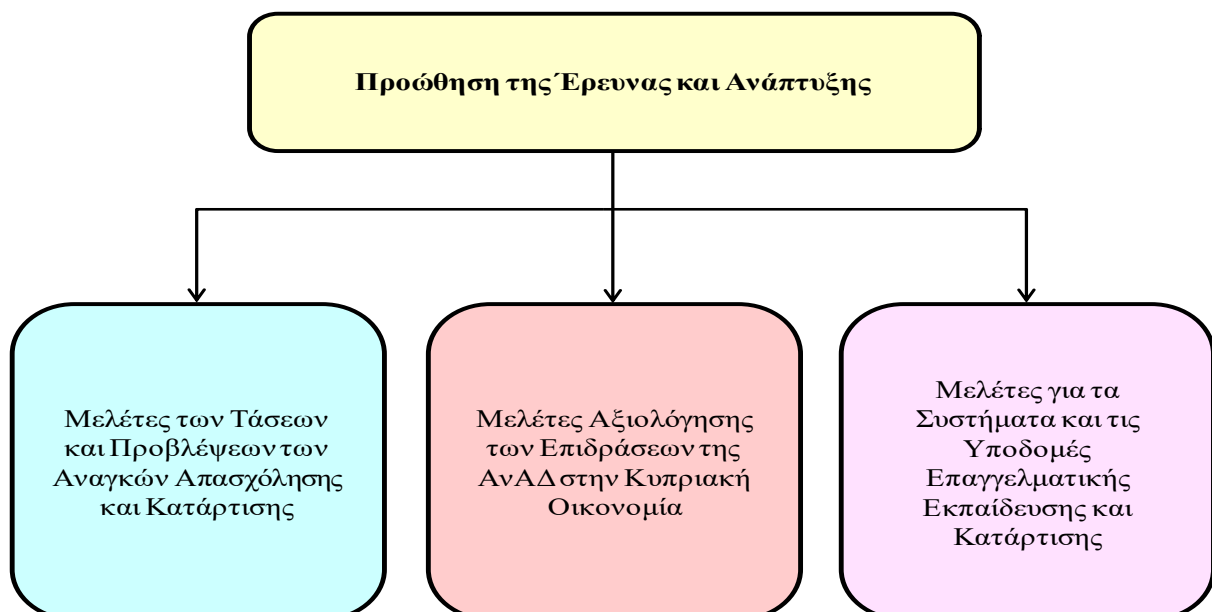 Προώθηση της Έρευνας και Ανάπτυξης
Μελέτες των Τάσεων
και Προβλέψεων των
Αναγκών Απασχόλησης
και Κατάρτισης
Μελέτες Αξιολόγησης
των Επιδράσεων της
ΑνΑΔ στην Κυπριακή
Οικονομία
Μελέτες για τα
Συστήματα και τις
Υποδομές
Επαγγελματικής
Εκπαίδευσης και
Κατάρτισης